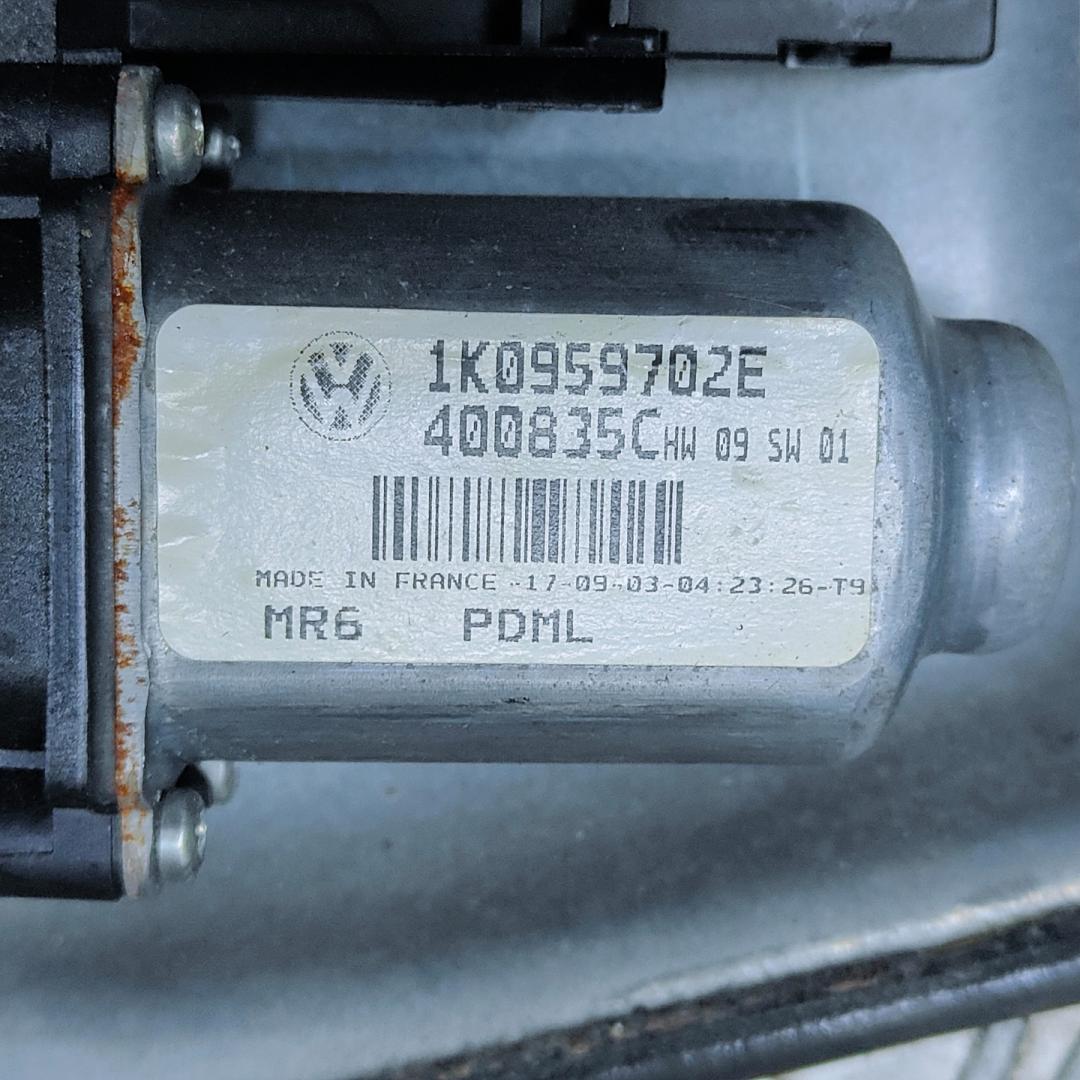 1K0959702E
400835C HW 09 SW 01
MADE IN FRANCE -17-09-03-04:23:26-T9
MR6 PDML